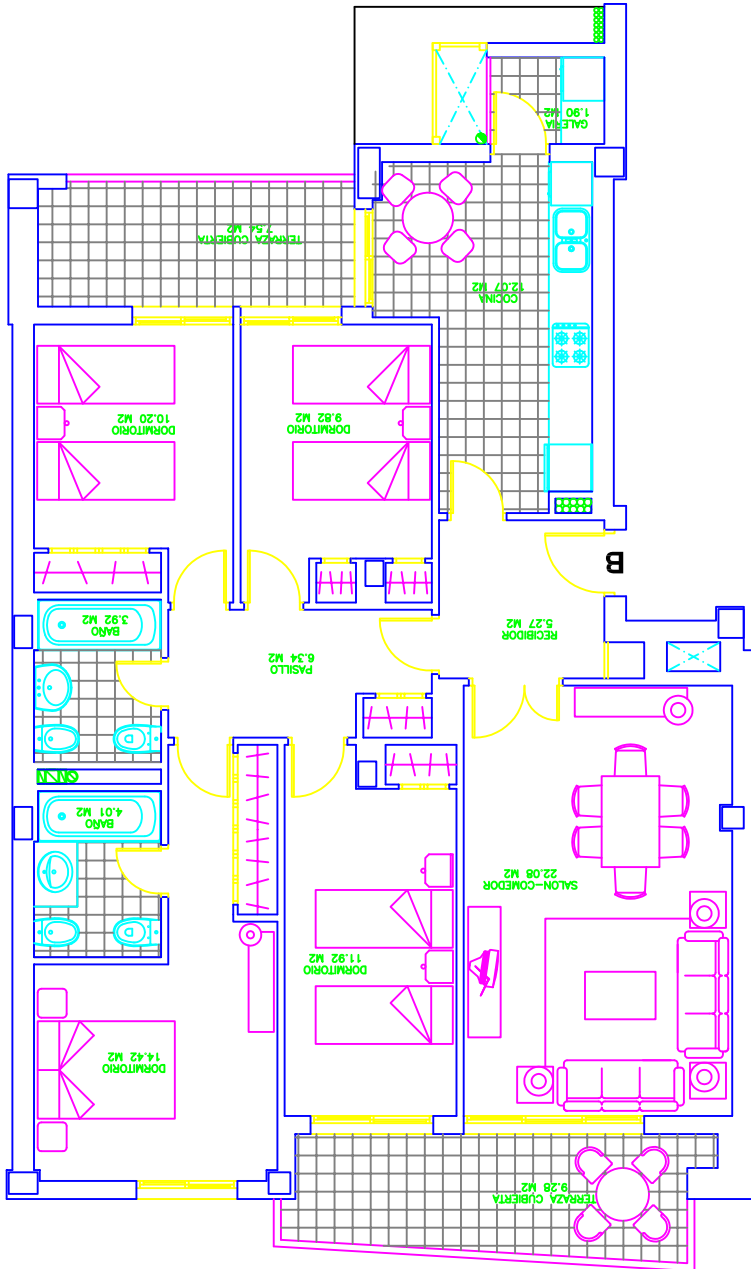 TERRAZA CUBIERTA
9.28 M2
DORMITORIO
14.42 M2
DORMITORIO
11.92 M2
SALON-COMEDOR
22.08 M2
BAÑO
4.01 M2
PASILLO
6.34 M2
RECIBIDOR
5.27 M2
BAÑO
3.92 M2
B
DORMITORIO
9.82 M2
DORMITORIO
10.20 M2
COCINA
12.07 M2
TERRAZA CUBIERTA
7.54 M2
GALERIA
1.90 M2